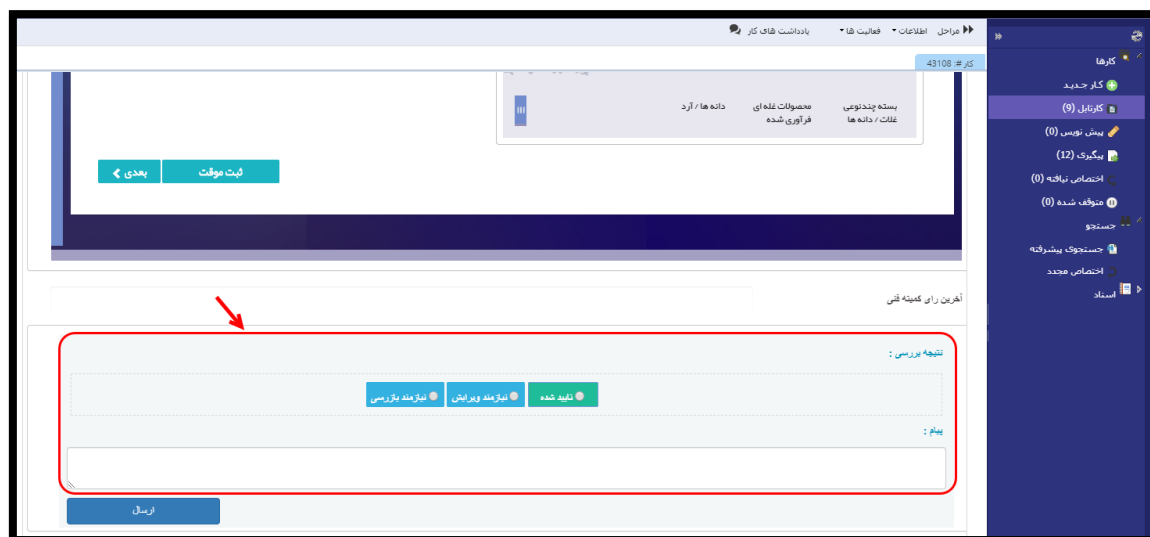 مراحل اطلاعات فعالیت ها یادداشت های کار
کار #: 43108
کارها
کار جدید
کارتابل (9)
پیش نویس (0)
پیگیری (12)
اختصاص نیافته (0)
متوقف شده (0)
جستجو
جستجوی پیشرفته
اختصاص مجدد
اسناد
بسته چندنوعی محصولات غله ای دانه ها / آرد
غلات / دانه ها فرآوری شده
ثبت موقت بعدی
آخرین رای کمیته فنی
نتیجه بررسی :
تایید شده نیازمند ویرایش نیازمند بازرسی
پیام :
ارسال